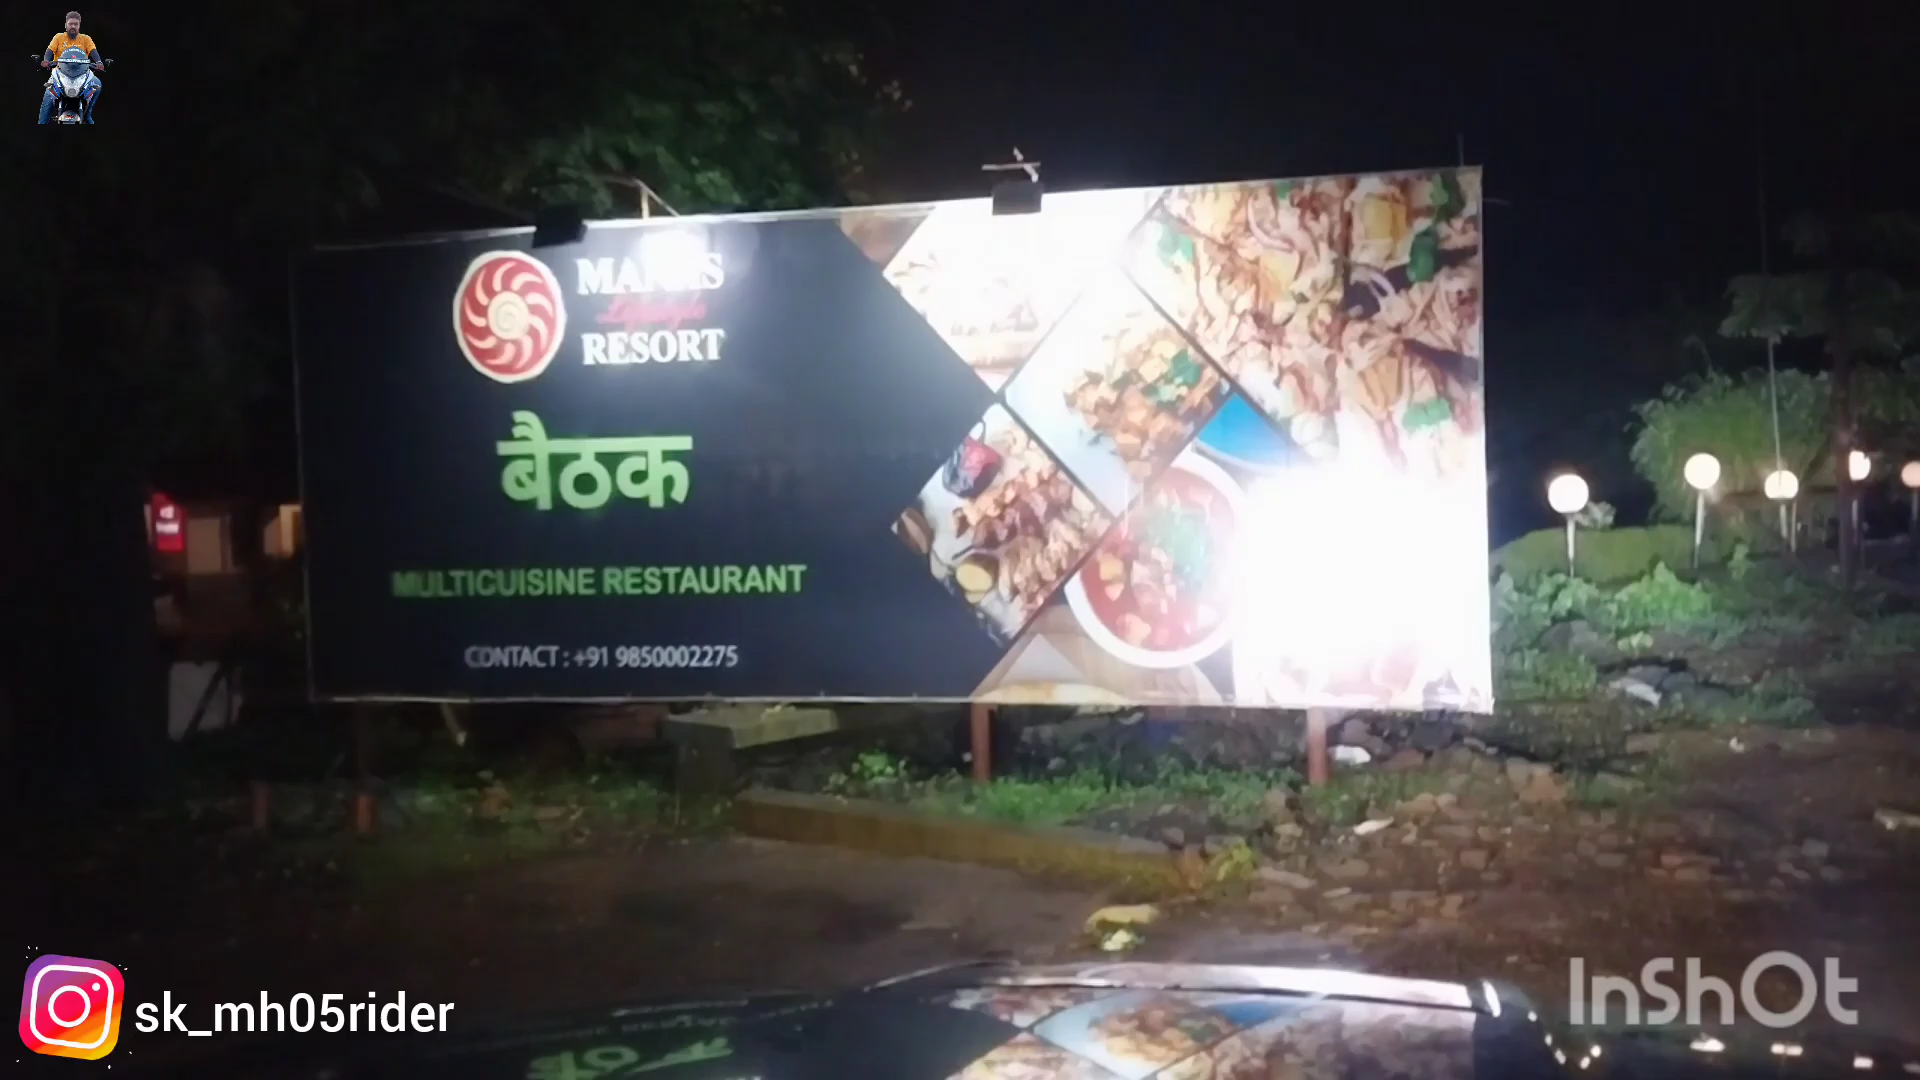 RESORT
बैठक
MULTICUISINE RESTAURANT
CONTACT : +91 9850002275
sk_mh05rider
InShOt